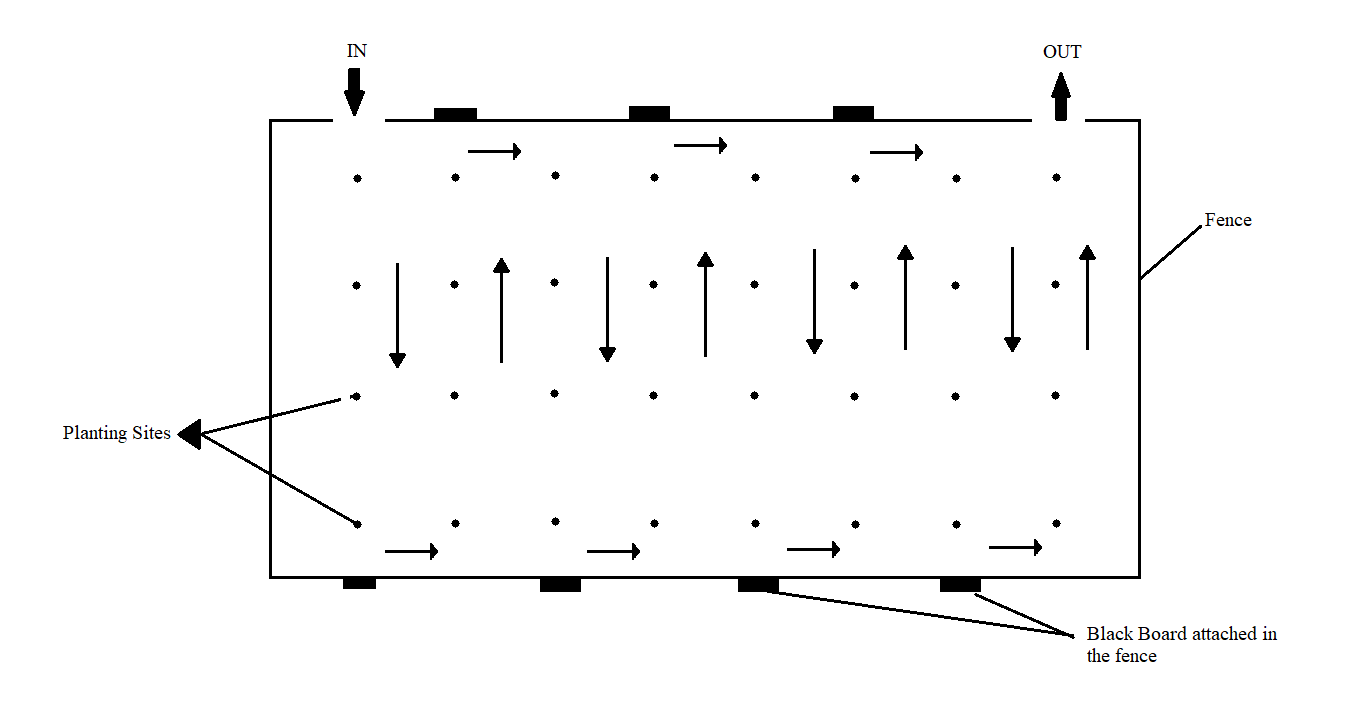 IN
OUT
Fence
Planting Sites
Black Board attached in
the fence